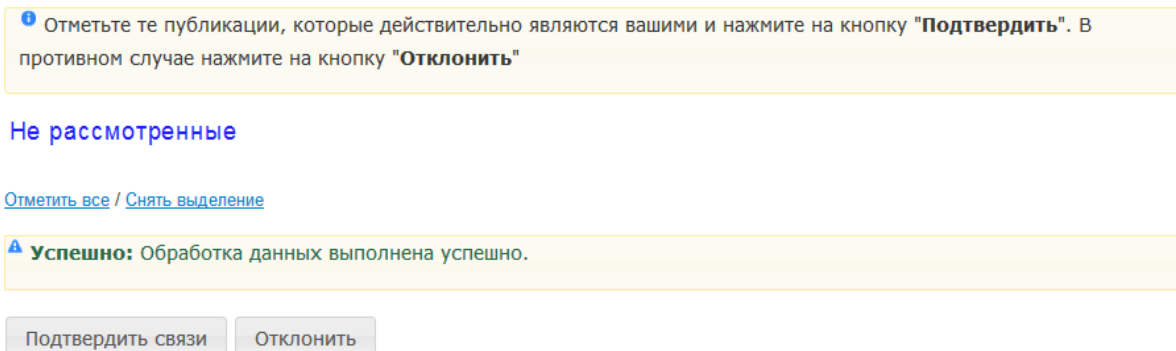 Отметьте те публикации, которые действительно являются вашими и нажмите на кнопку "Подтвердить". В
противном случае нажмите на кнопку "Отклонить"
Не рассмотренные
Отметить все / Снять выделение
Успешно: Обработка данных выполнена успешно.
Подтвердить связи Отклонить